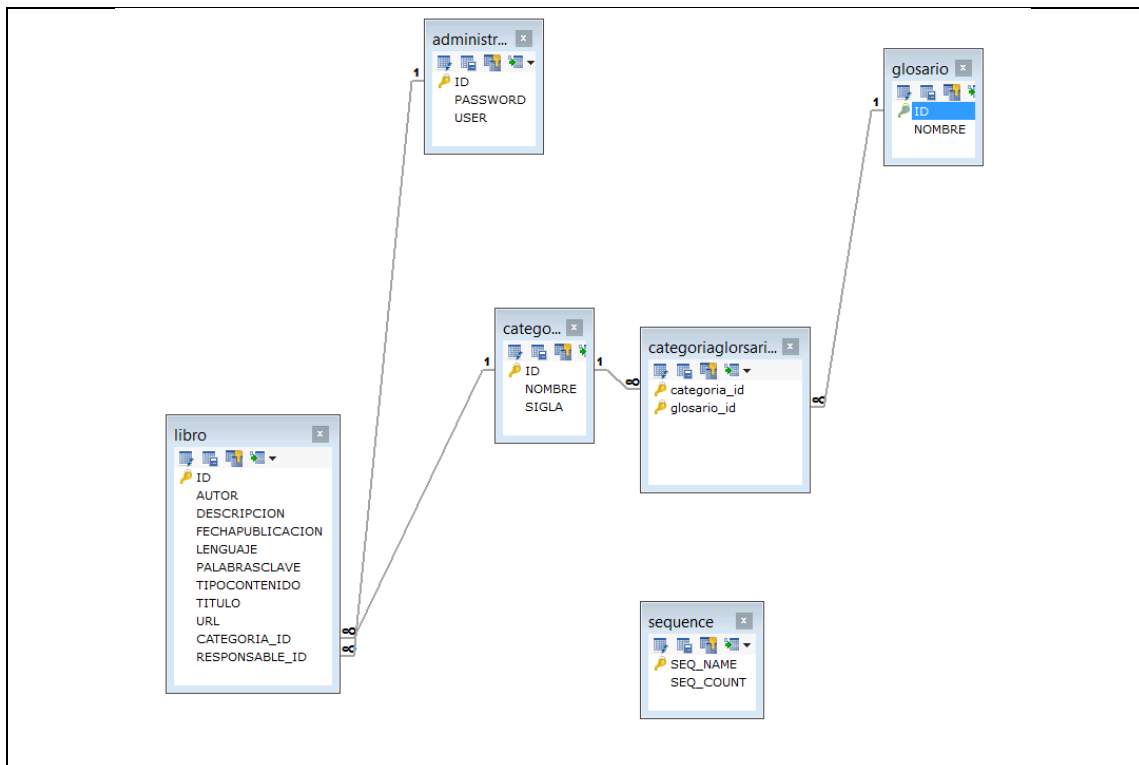 administr...
ID
PASSWORD
USER
1
glosario
ID
NOMBRE
1
catego...
ID
NOMBRE
SIGLA
1
1
categoriaglorsari...
categoria_id
glosario_id
∞
∞
libro
ID
AUTOR
DESCRIPCION
FECHAPUBLICACION
LENGUAJE
PALABRASCLAVE
TIPOCONTENIDO
TITULO
URL
CATEGORIA_ID
RESPONSABLE_ID
∞
∞
sequence
SEQ_NAME
SEQ_COUNT